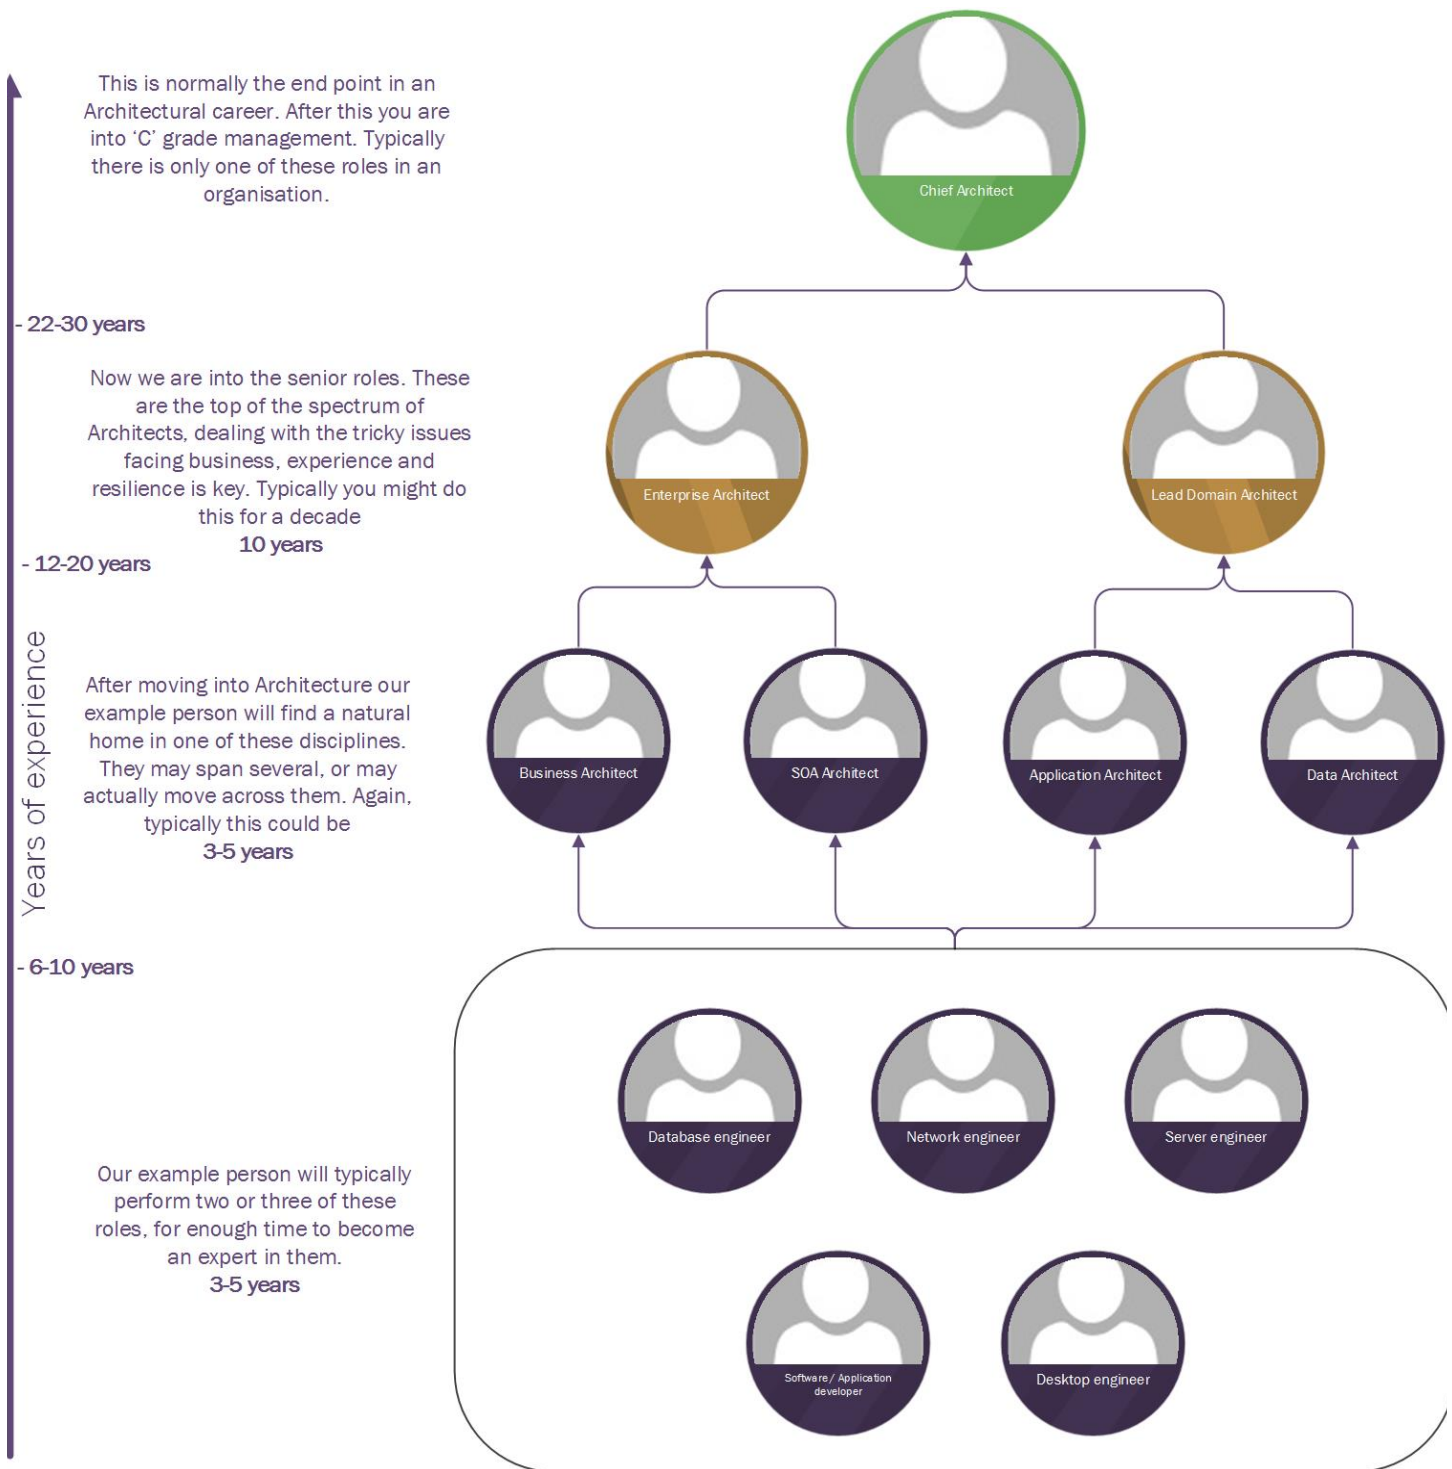 This is normally the end point in an
Architectural career. After this you are
into ‘C’ grade management. Typically
there is only one of these roles in an
organisation.
Chief Architect
- 22-30 years
Now we are into the senior roles. These
are the top of the spectrum of
Architects, dealing with the tricky issues
facing business, experience and
resilience is key. Typically you might do
this for a decade
10 years
Enterprise Architect
Lead Domain Architect
- 12-20 years
Years of experience
After moving into Architecture our
example person will find a natural
home in one of these disciplines.
They may span several, or may
actually move across them. Again,
typically this could be
3-5 years
Business Architect
SOA Architect
Application Architect
Data Architect
- 6-10 years
Database engineer
Network engineer
Server engineer
Our example person will typically
perform two or three of these
roles, for enough time to become
an expert in them.
3-5 years
Software / Application
developer
Desktop engineer